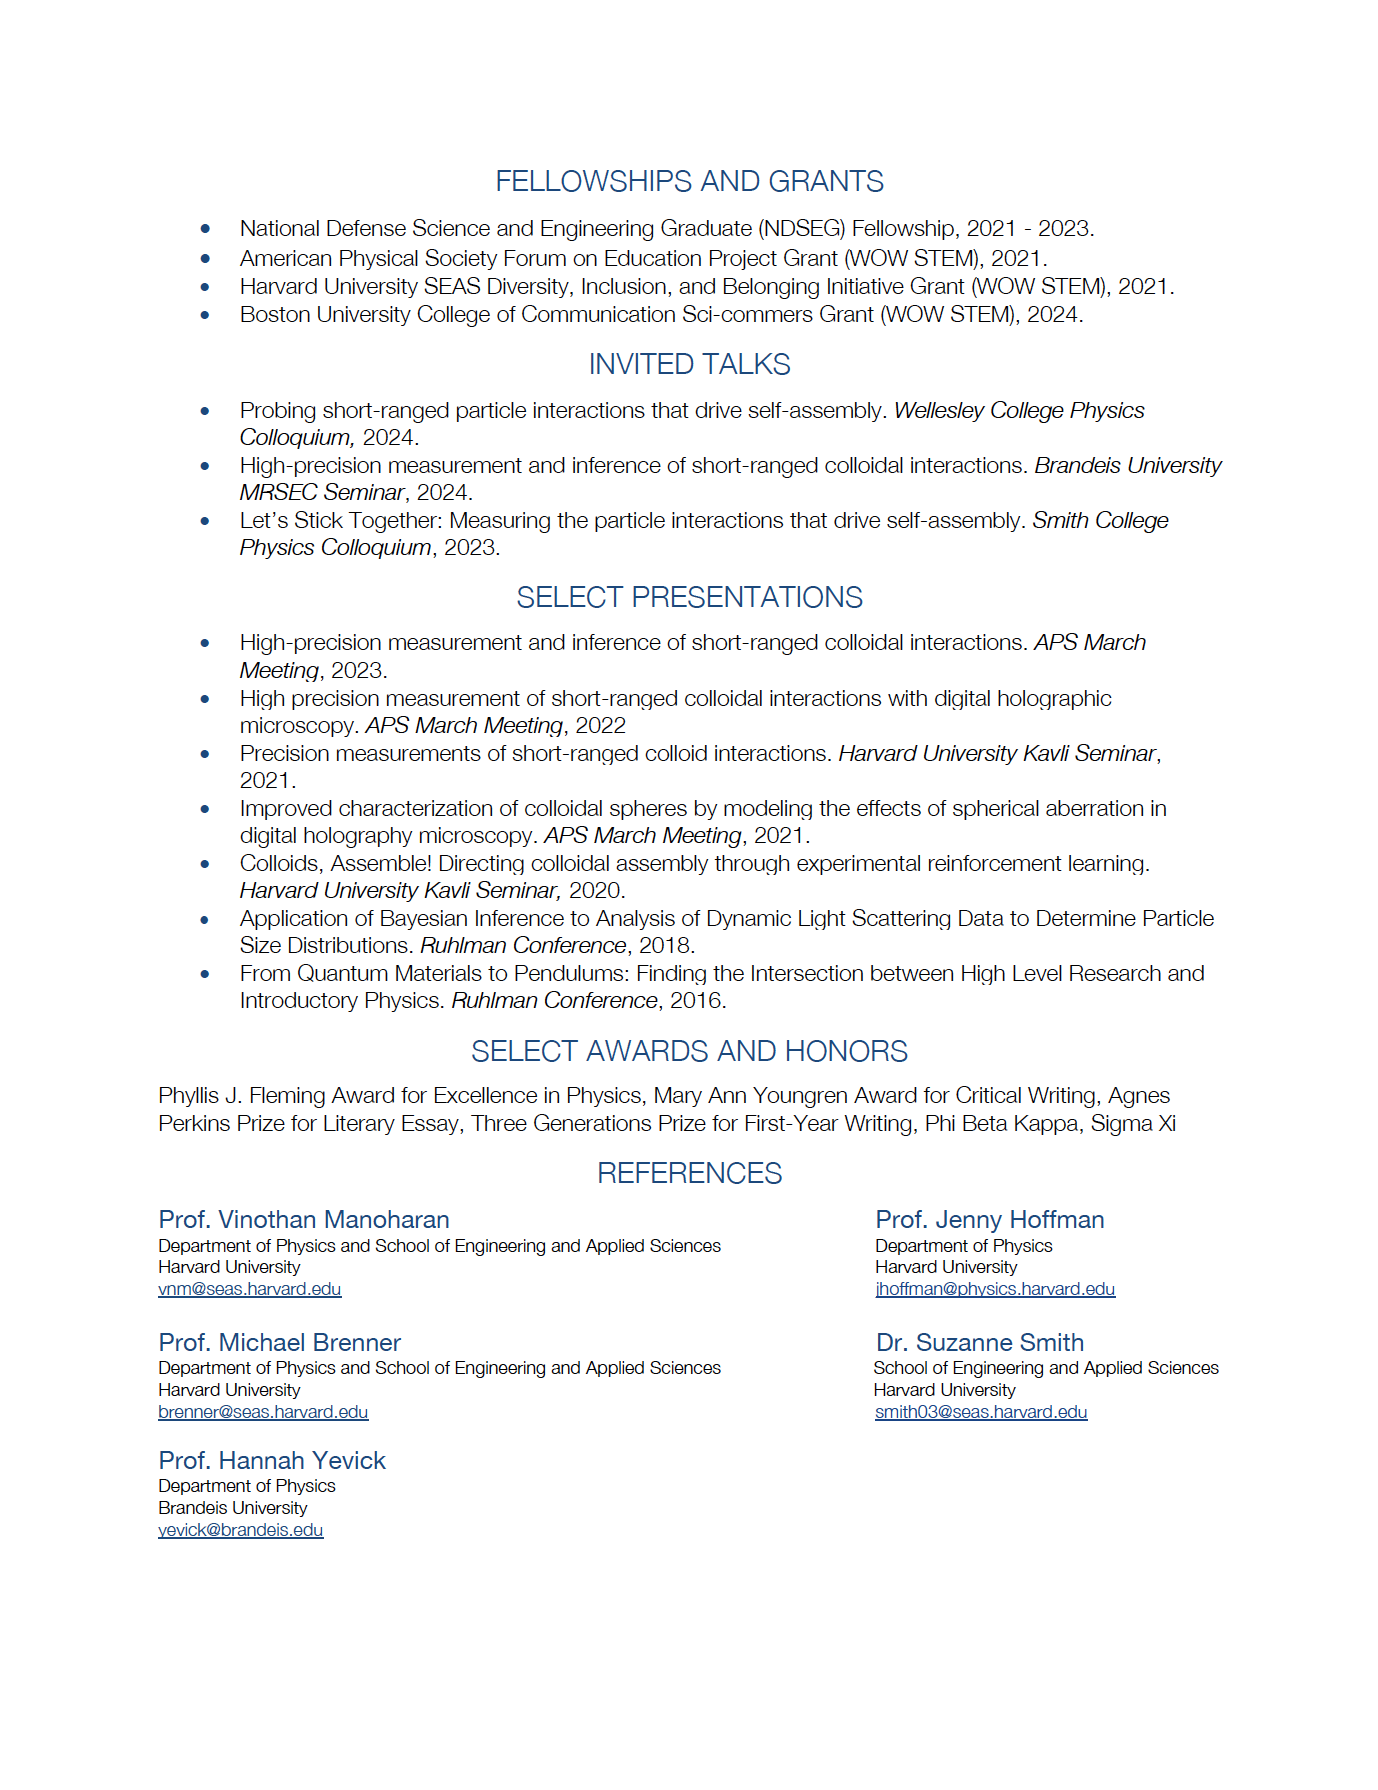 FELLOWSHIPS AND GRANTS
• National Defense Science and Engineering Graduate (NDSEG) Fellowship, 2021 - 2023.
• American Physical Society Forum on Education Project Grant (WOW STEM), 2021.
• Harvard University SEAS Diversity, Inclusion, and Belonging Initiative Grant (WOW STEM), 2021.
• Boston University College of Communication Sci-commers Grant (WOW STEM), 2024.
INVITED TALKS
• Probing short-ranged particle interactions that drive self-assembly. Wellesley College Physics
Colloquium, 2024.
• High-precision measurement and inference of short-ranged colloidal interactions. Brandeis University
MRSEC Seminar, 2024.
• Let's Stick Together: Measuring the particle interactions that drive self-assembly. Smith College
Physics Colloquium, 2023.
SELECT PRESENTATIONS
• High-precision measurement and inference of short-ranged colloidal interactions. APS March
Meeting, 2023.
• High precision measurement of short-ranged colloidal interactions with digital holographic
microscopy. APS March Meeting, 2022
• Precision measurements of short-ranged colloid interactions. Harvard University Kavli Seminar,
2021.
• Improved characterization of colloidal spheres by modeling the effects of spherical aberration in
digital holography microscopy. APS March Meeting, 2021.
• Colloids, Assemble! Directing colloidal assembly through experimental reinforcement learning.
Harvard University Kavli Seminar, 2020.
• Application of Bayesian Inference to Analysis of Dynamic Light Scattering Data to Determine Particle
Size Distributions. Ruhlman Conference, 2018.
• From Quantum Materials to Pendulums: Finding the Intersection between High Level Research and
Introductory Physics. Ruhlman Conference, 2016.
SELECT AWARDS AND HONORS
Phyllis J. Fleming Award for Excellence in Physics, Mary Ann Youngren Award for Critical Writing, Agnes
Perkins Prize for Literary Essay, Three Generations Prize for First-Year Writing, Phi Beta Kappa, Sigma Xi
REFERENCES
Prof. Vinothan Manoharan
Department of Physics and School of Engineering and Applied Sciences
Harvard University
vnm@seas.harvard.edu
Prof. Jenny Hoffman
Department of Physics
Harvard University
jhoffman@physics.harvard.edu
Prof. Michael Brenner
Department of Physics and School of Engineering and Applied Sciences
Harvard University
brenner@seas.harvard.edu
Dr. Suzanne Smith
School of Engineering and Applied Sciences
Harvard University
smith03@seas.harvard.edu
Prof. Hannah Yevick
Department of Physics
Brandeis University
yevick@brandeis.edu